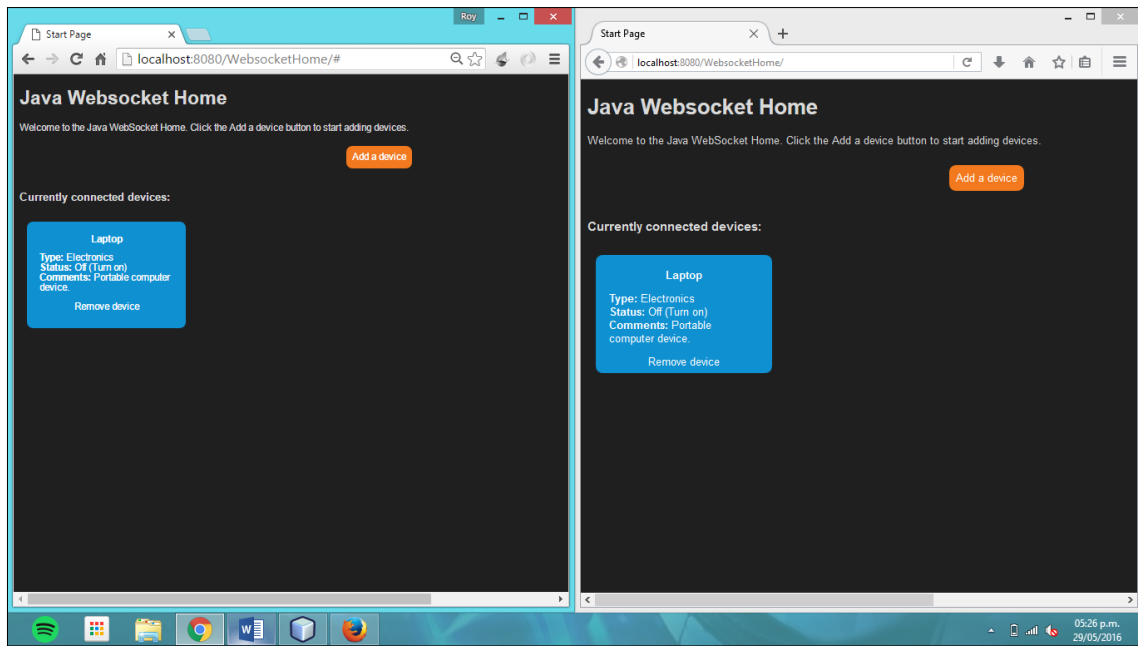 Roy
Start Page
localhost:8080/WebsocketHome/#
Java Websocket Home
Welcome to the Java WebSocket Home. Click the Add a device button to start adding devices.
Add a device
Currently connected devices:
Laptop
Type: Electronics
Status: Off (Turn on)
Comments: Portable computer
device.
Remove device
Start Page
localhost:8080/WebsocketHome/
Java Websocket Home
Welcome to the Java WebSocket Home. Click the Add a device button to start adding devices.
Add a device
Currently connected devices:
Laptop
Type: Electronics
Status: Off (Turn on)
Comments: Portable
computer device.
Remove device
W
05:26 p.m.
29/05/2016